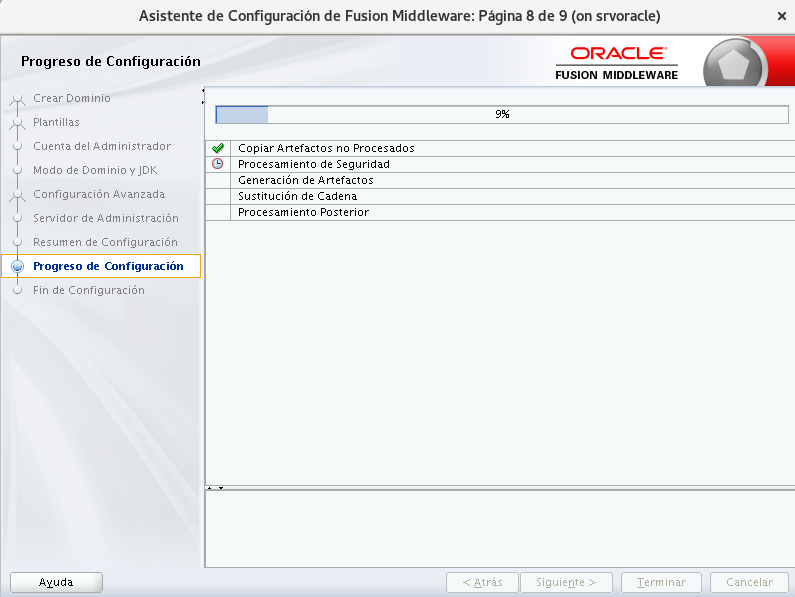 Asistente de Configuración de Fusion Middleware: Página 8 de 9 (on srvoracle)
Progreso de Configuración
ORACLE
FUSION MIDDLEWARE
Crear Dominio
Plantillas
Cuenta del Administrador
Modo de Dominio y JDK
Configuración Avanzada
Servidor de Administración
Resumen de Configuración
Progreso de Configuración
Fin de Configuración
9%
Copiar Artefactos no Procesados
Procesamiento de Seguridad
Generación de Artefactos
Sustitución de Cadena
Procesamiento Posterior
Ayuda
< Atrás
Siguiente >
Terminar
Cancelar